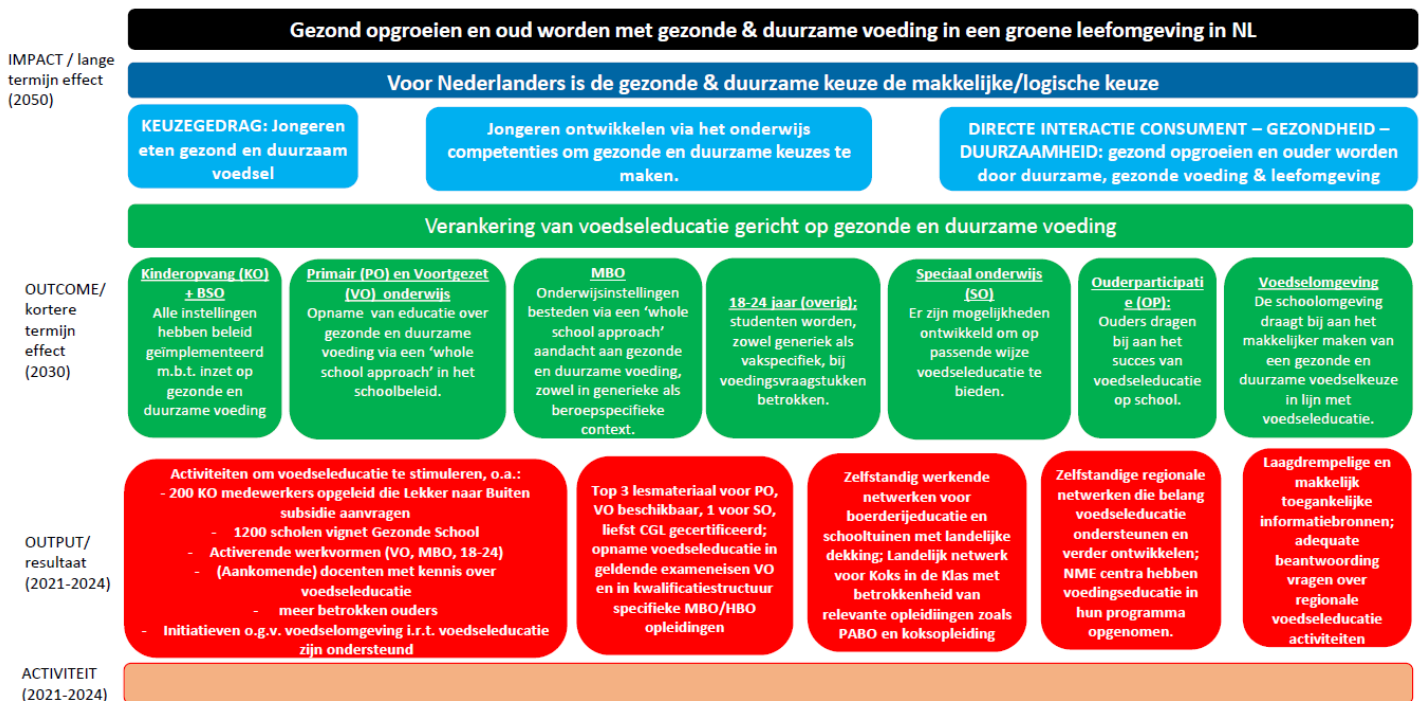 Gezond opgroeien en oud worden met gezonde & duurzame voeding in een groene leefomgeving in NL
IMPACT / lange
termijn effect
(2050)
Voor Nederlanders is de gezonde & duurzame keuze de makkelijke/logische keuze
KEUZEGEDRAG: Jongeren
eten gezond en duurzaam
voedsel
Jongeren ontwikkelen via het onderwijs
competenties om gezonde en duurzame keuzes te
maken.
DIRECTE INTERACTIE CONSUMENT – GEZONDHEID –
DUURZAAMHEID: gezond opgroeien en ouder worden
door duurzame, gezonde voeding & leefomgeving
Verankering van voedseleducatie gericht op gezonde en duurzame voeding
OUTCOME/
kortere
termijn
effect
(2030)
Kinderopvang (KO)
+ BSO
Alle instellingen
hebben beleid
geïmplementeerd
m.b.t. inzet op
gezonde en
duurzame voeding
Primair (PO) en Voortgezet
(VO) onderwijs
Opname van educatie over
gezonde en duurzame
voeding via een ‘whole
school approach’ in het
schoolbeleid.
MBO
Onderwijsinstellingen
besteden via een ‘whole
school approach’
aandacht aan gezonde
en duurzame voeding,
zowel in generieke als
beroepspecifieke
context.
18-24 jaar (overig);
studenten worden,
zowel generiek als
vakspecifiek, bij
voedingsvraagstukken
betrokken.
Speciaal onderwijs
(SO)
Er zijn mogelijkheden
ontwikkeld om op
passende wijze
voedseleducatie te
bieden.
Ouderparticipati
e (OP):
Ouders dragen
bij aan het
succes van
voedseleducatie
op school.
Voedselomgeving
De schoolomgeving
draagt bij aan het
makkelijker maken van
een gezonde en
duurzame voedselkeuze
in lijn met
voedseleducatie.
OUTPUT/
resultaat
(2021-2024)
Activiteiten om voedseleducatie te stimuleren, o.a.:
- 200 KO medewerkers opgeleid die Lekker naar Buiten
subsidie aanvragen
- 1200 scholen vignet Gezonde School
- Activerende werkvormen (VO, MBO, 18-24)
- (Aankomende) docenten met kennis over
voedseleducatie
- meer betrokken ouders
- Initiatieven o.g.v. voedselomgeving i.r.t. voedseleducatie
zijn ondersteund
Top 3 lesmateriaal voor PO,
VO beschikbaar, 1 voor SO,
liefst CGL gecertificeerd;
opname voedseleducatie in
geldende exameneisen VO
en in kwalificatiestructuur
specifieke MBO/HBO
opleidingen
Zelfstandig werkende
netwerken voor
boerderijeducatie en
schooltuinen met landelijke
dekking; Landelijk netwerk
voor Koks in de Klas met
betrokkenheid van
relevante opleidiingen zoals
PABO en koksopleiding
Zelfstandige regionale
netwerken die belang
voedseleducatie
ondersteunen en
verder ontwikkelen;
NME centra hebben
voedingseducatie in
hun programma
opgenomen.
Laagdrempelige en
makkelijk
toegankelijke
informatiebronnen;
adequate
beantwoording
vragen over
regionale
voedseleducatie
activiteiten
ACTIVITEIT
(2021-2024)